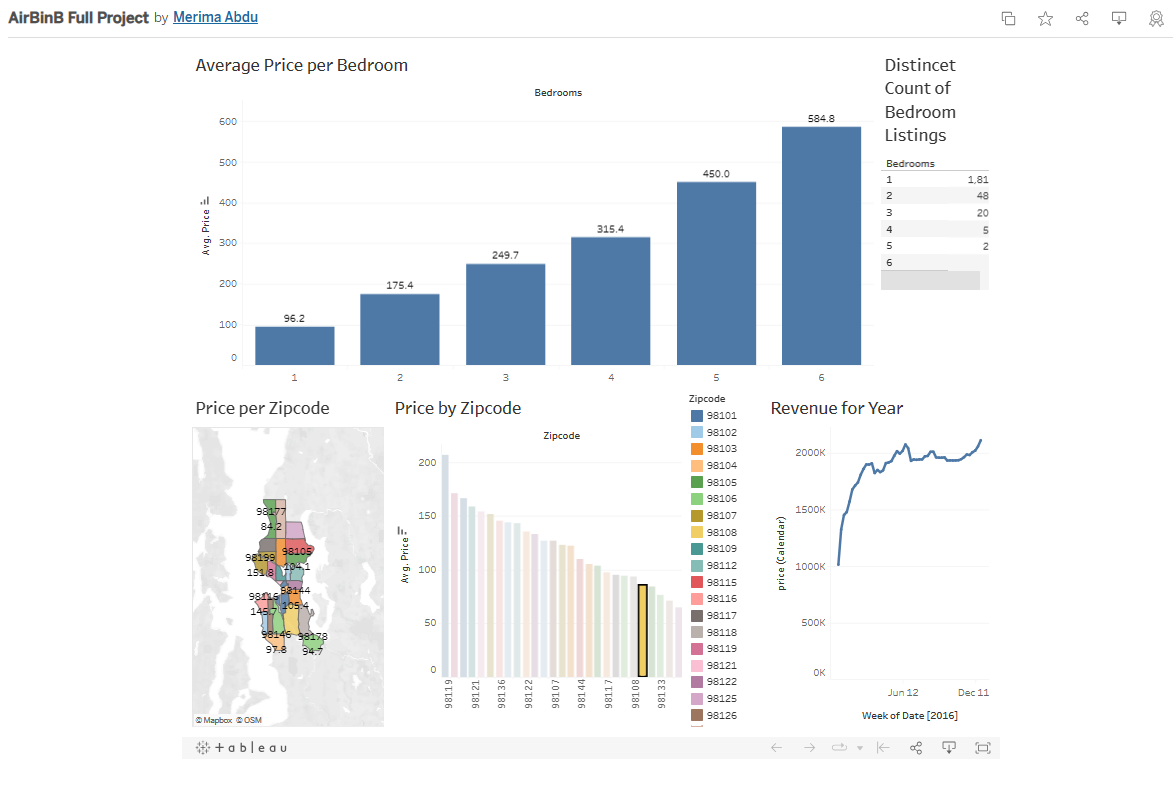 AirBinB Full Project by Merima Abdu
Average Price per Bedroom
Bedrooms
Avg. Price
600
500
400
300
200
100
0
96.2
175.4
249.7
315.4
450.0
584.8
1
2
3
4
5
6
Distincet
Count of
Bedroom
Listings
Bedrooms
1 1,81
2 48
3 20
4 5
5 2
6
Price per Zipcode
98177
84.2
98105
98199
104.1
151.8
98144
98116
105.4
145.7
98146
98178
97.8
94.7
© Mapbox © OSM
Price by Zipcode
Zipcode
Avg. Price
200
150
100
50
0
98119
98121
98136
98122
98107
98144
98117
98108
98133
Zipcode
98101
98102
98103
98104
98105
98106
98107
98108
98109
98112
98115
98116
98117
98118
98119
98121
98122
98125
98126
Revenue for Year
price (Calendar)
2000K
1500K
1000K
500K
0K
Jun 12
Dec 11
Week of Date [2016]
+ableau